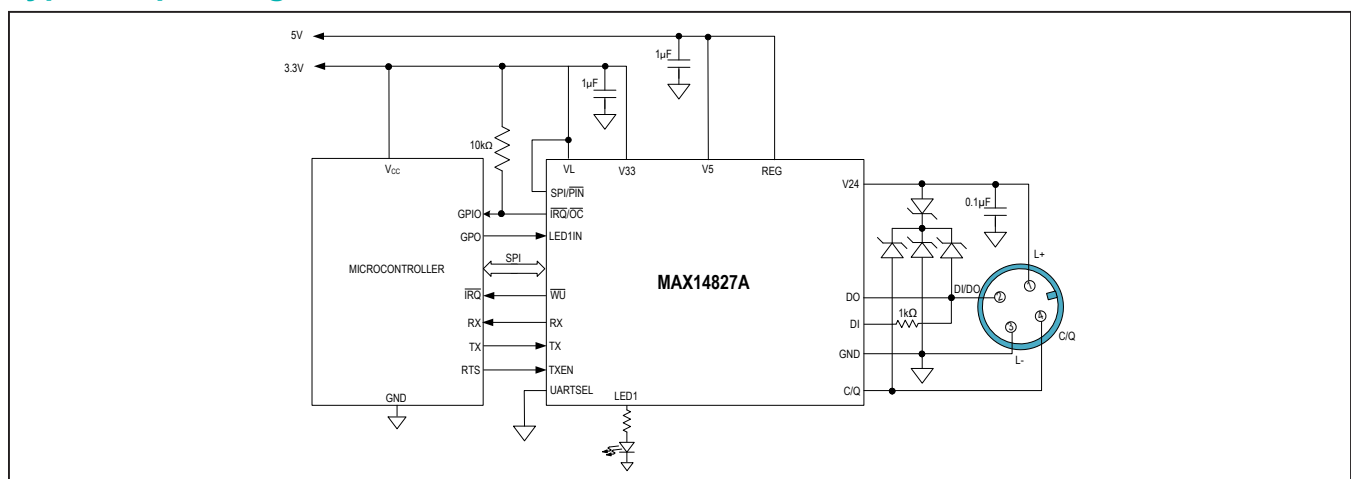 5V
1µF
3.3V
1µF
10kΩ
VCC
VL
V33
V5
REG
V24
SPI/PIN
0.1µF
GPIO
IRQ/OC
GPO
LED1IN
L+
SPI
MICROCONTROLLER
MAX14827A
IRQ
WU
DO
DI/DO
2
1
1kΩ
4
RX
RX
DI
3
C/Q
TX
TX
GND
L-
RTS
TXEN
UARTSEL
C/Q
GND
LED1